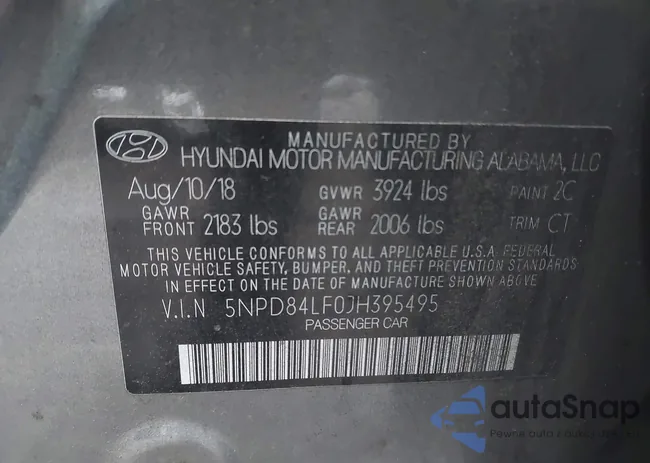 MANUFACTURED BY
HYUNDAI MOTOR MANUFACTURING ALABAMA, LLC
Aug/10/18 GVWR 3924 lbs PAINT 2C
GAWR FRONT 2183 lbs GAWR REAR 2006 lbs TRIM CT
THIS VEHICLE CONFORMS TO ALL APPLICABLE U.S.A. FEDERAL
MOTOR VEHICLE SAFETY, BUMPER, AND THEFT PREVENTION STANDARDS
IN EFFECT ON THE DATE OF MANUFACTURE SHOWN ABOVE
V.I.N 5NPD84LF0JH395495
PASSENGER CAR
autaSnap
Pewne auta z